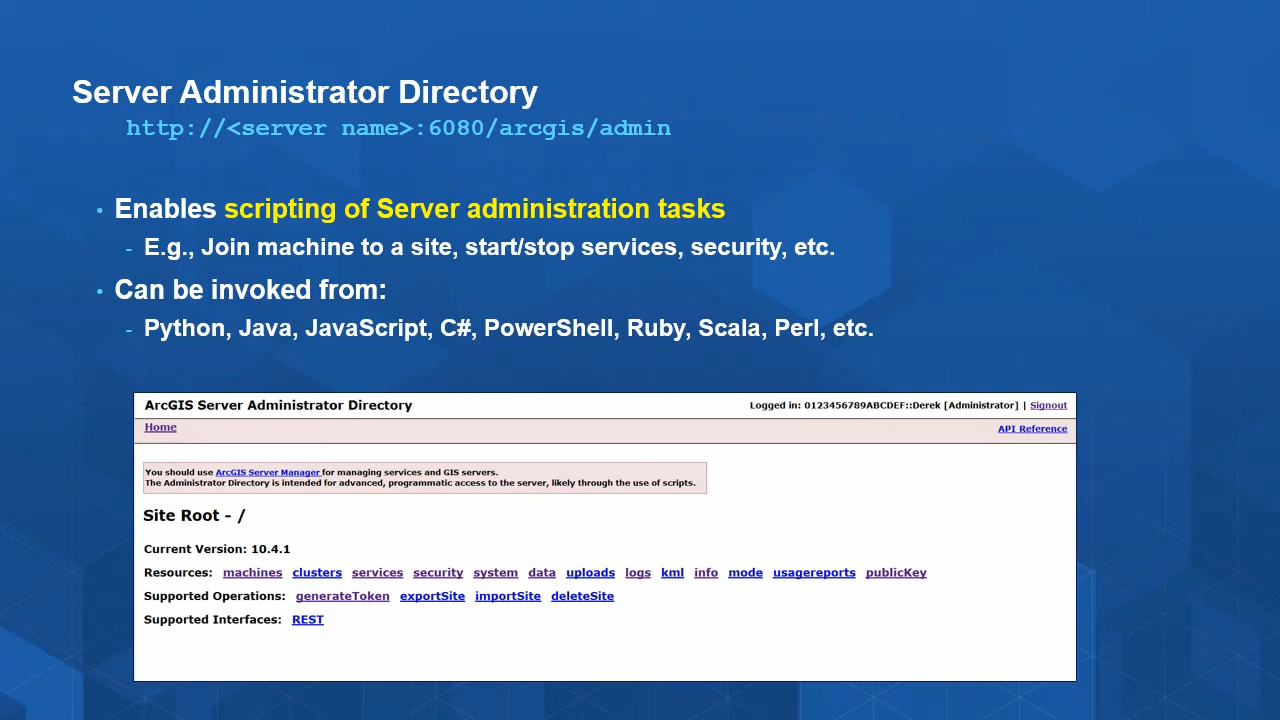 Server Administrator Directory
http://<server name>:6080/arcgis/admin
• Enables scripting of Server administration tasks
- E.g., Join machine to a site, start/stop services, security, etc.
• Can be invoked from:
- Python, Java, JavaScript, C#, PowerShell, Ruby, Scala, Perl, etc.
ArcGIS Server Administrator Directory Logged in: 0123456789ABCDEF::Derek [Administrator] | Signout
Home API Reference
You should use ArcGIS Server Manager for managing services and GIS servers.
The Administrator Directory is intended for advanced, programmatic access to the server, likely through the use of scripts.
Site Root - /
Current Version: 10.4.1
Resources: machines clusters services security system data uploads logs kml info mode usagereports publicKey
Supported Operations: generateToken exportSite importSite deleteSite
Supported Interfaces: REST